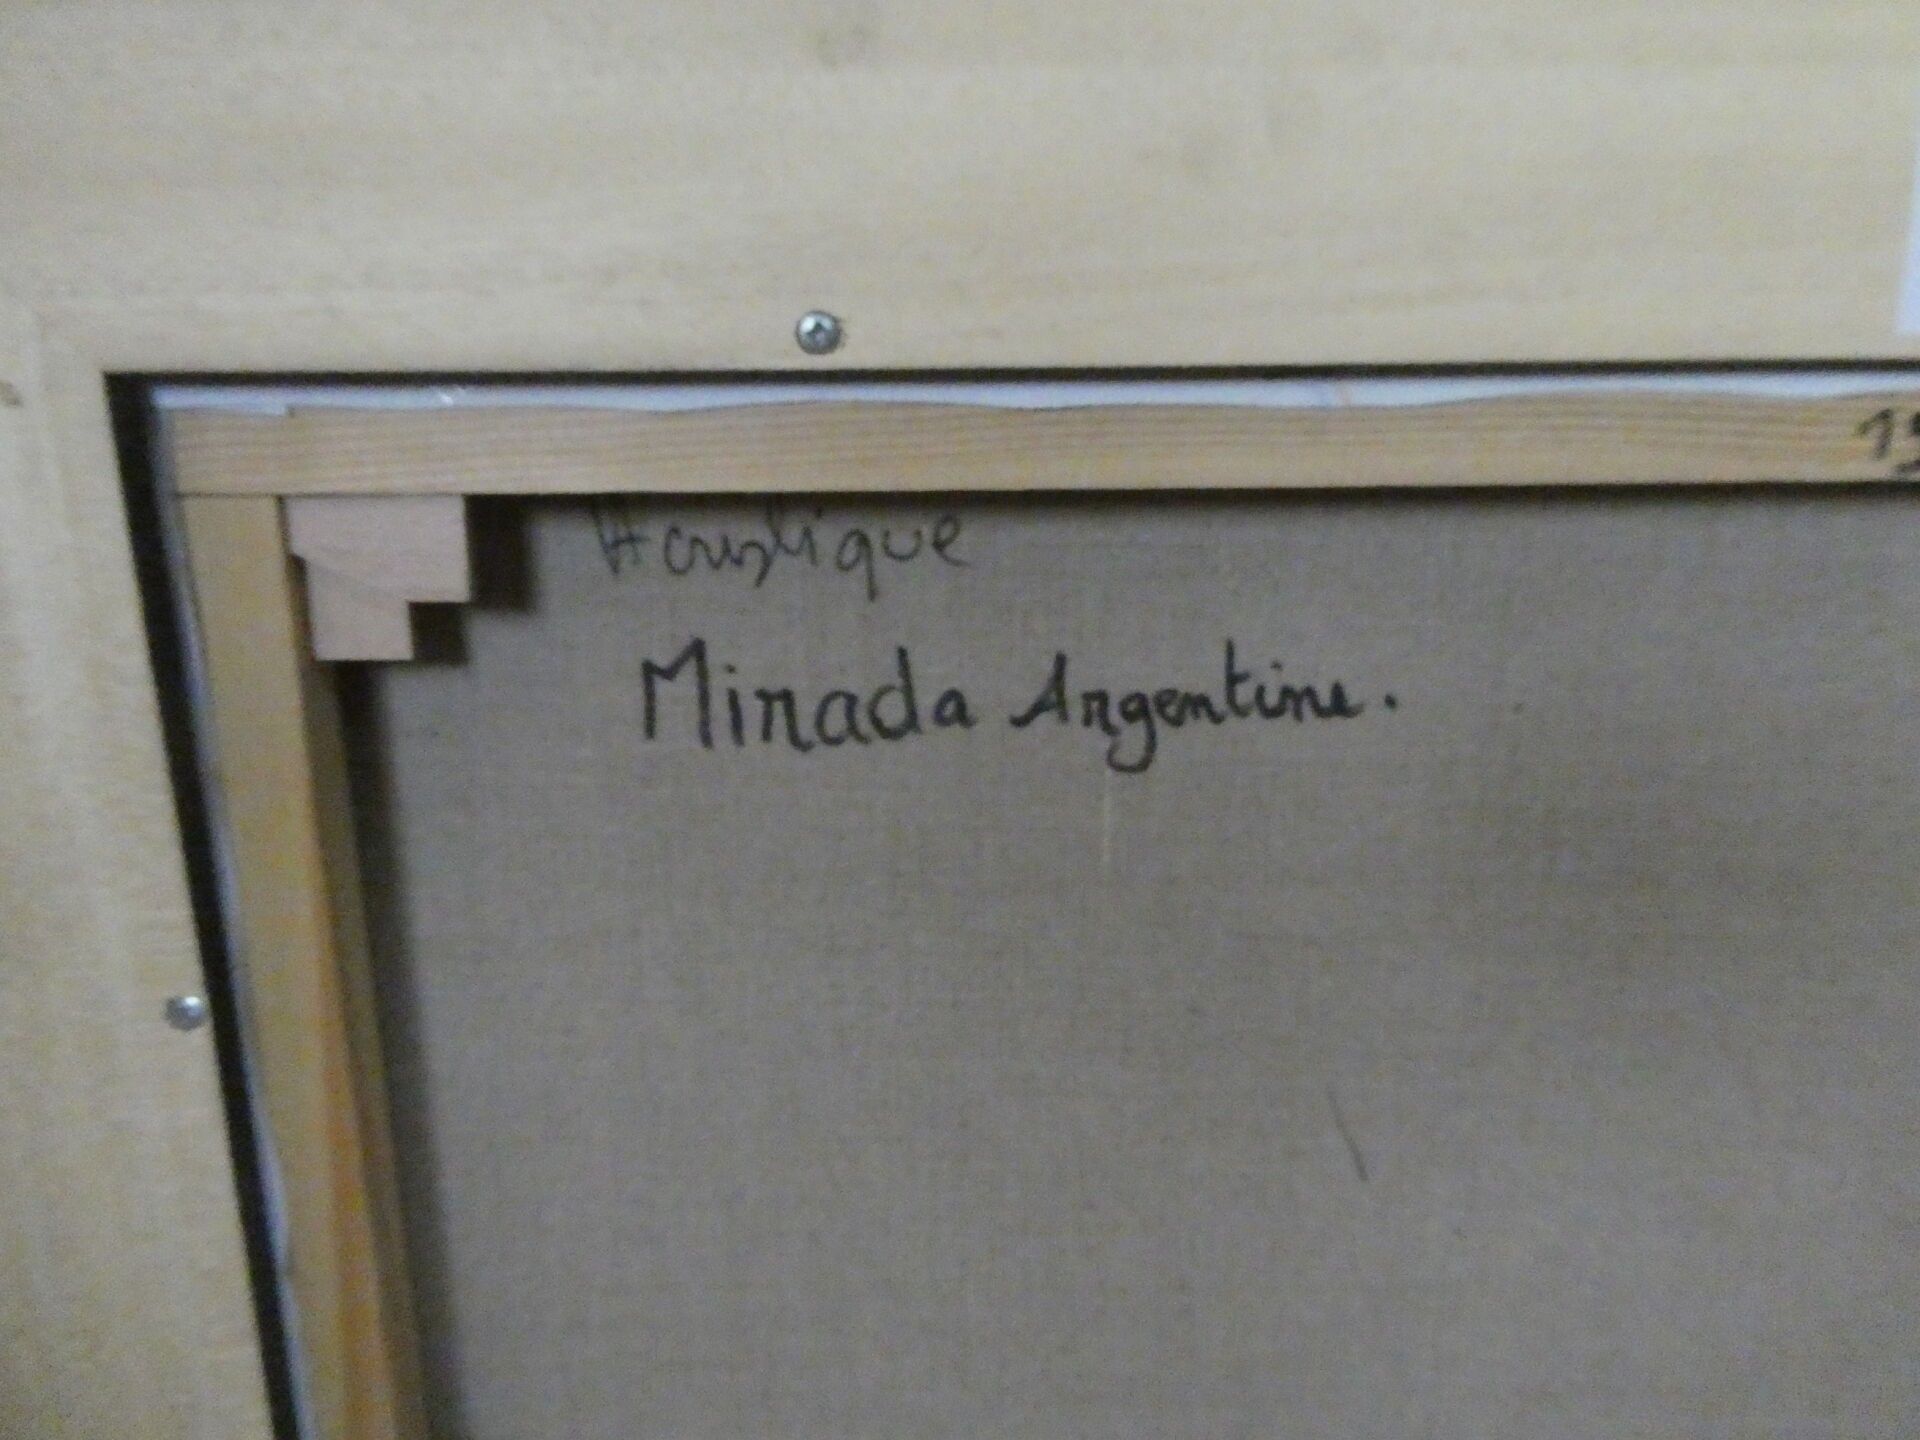 Acrylique
Mirada Argentine.